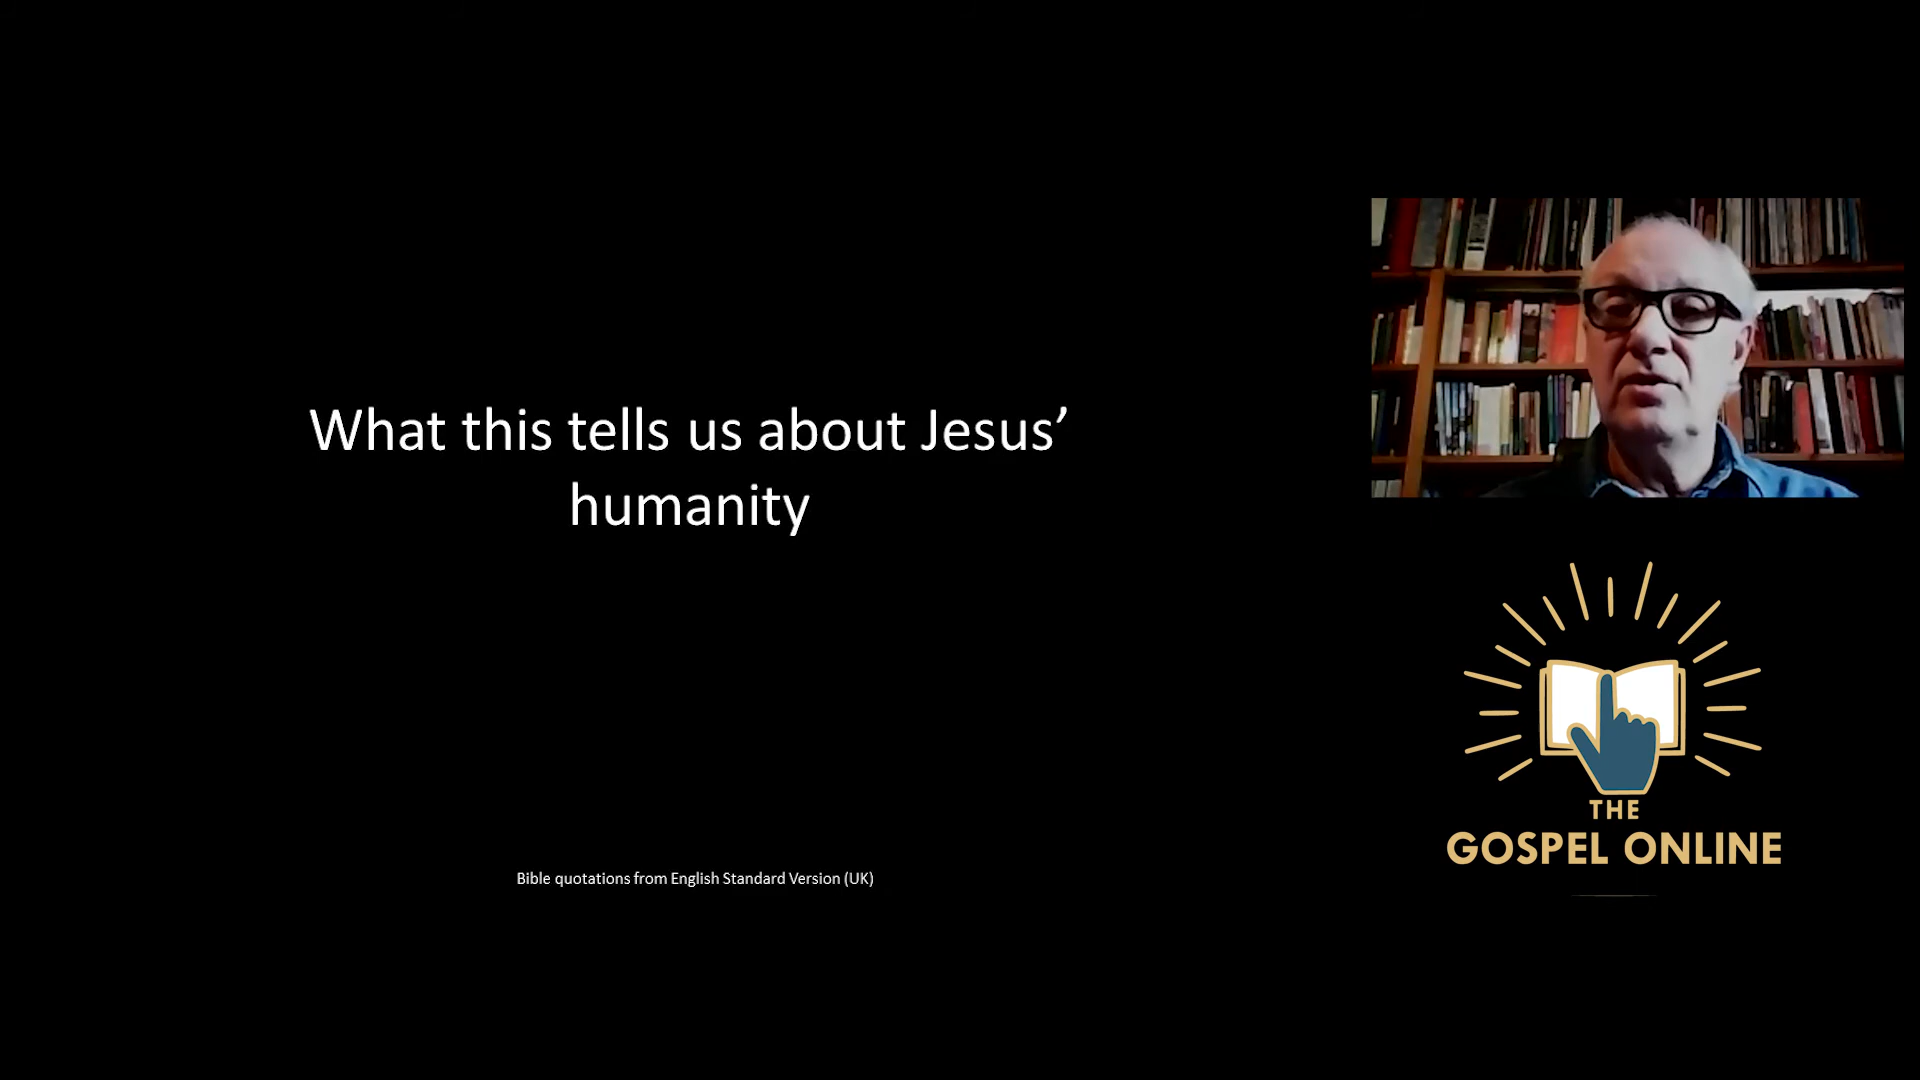 What this tells us about Jesus’
humanity
Bible quotations from English Standard Version (UK)
THE
GOSPEL ONLINE